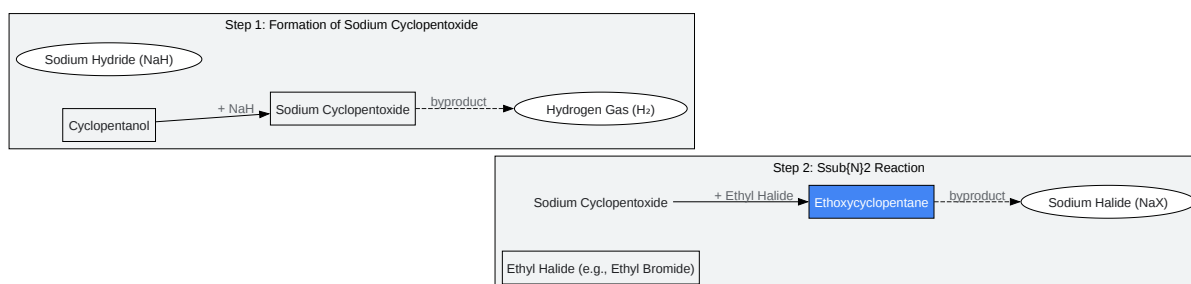 Step 1: Formation of Sodium Cyclopentoxide
Sodium Hydride (NaH)
Cyclopentanol
+ NaH
Sodium Cyclopentoxide
byproduct
Hydrogen Gas (H₂)
Step 2: Ssub{N}2 Reaction
Sodium Cyclopentoxide
+ Ethyl Halide
Ethoxycyclopentane
byproduct
Sodium Halide (NaX)
Ethyl Halide (e.g., Ethyl Bromide)